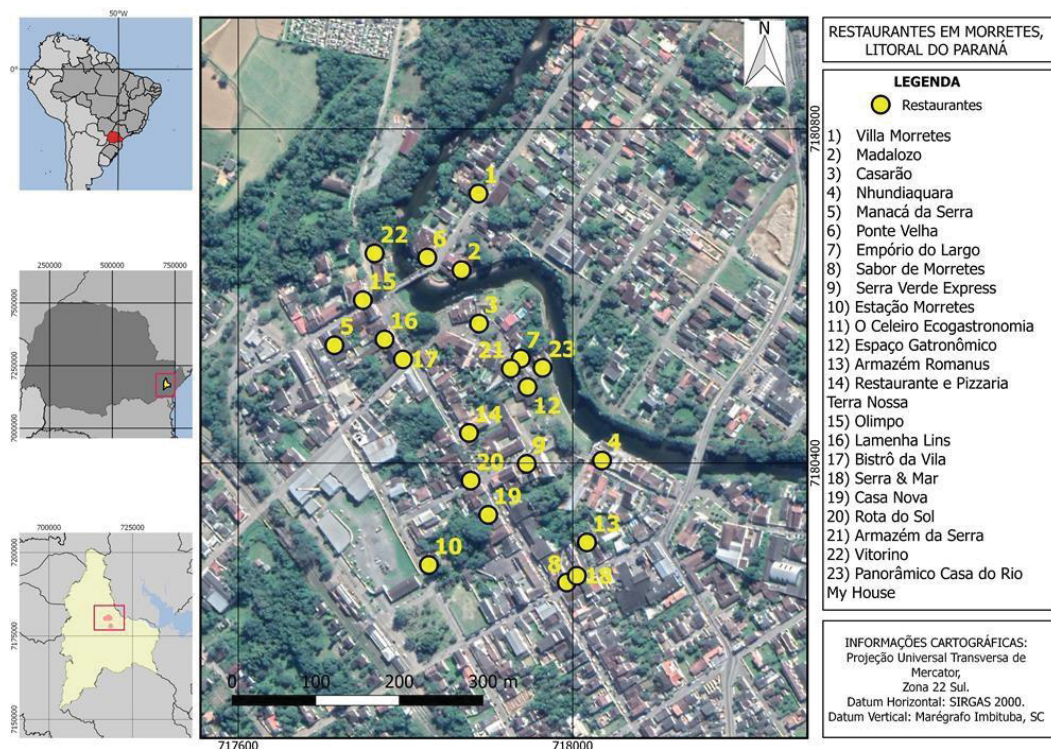 50°W
0°
250000 500000 750000
7500000
7250000
7000000
700000 725000
7200000
7175000
7150000
N
7180800
7180400
717600
718000
1
22
6
2
15
3
5
16
7
21
23
17
12
14
9
4
20
19
13
10
8
18
0 100 200 300 m
RESTAURANTES EM MORRETES,
LITORAL DO PARANÁ
LEGENDA
Restaurantes
1) Villa Morretes
2) Madalozo
3) Casarão
4) Nhundiaquara
5) Manacá da Serra
6) Ponte Velha
7) Empório do Largo
8) Sabor de Morretes
9) Serra Verde Express
10) Estação Morretes
11) O Celeiro Ecogastronomia
12) Espaço Gatronômico
13) Armazém Romanus
14) Restaurante e Pizzaria
Terra Nossa
15) Olimpo
16) Lamenha Lins
17) Bistrô da Vila
18) Serra & Mar
19) Casa Nova
20) Rota do Sol
21) Armazém da Serra
22) Vitorino
23) Panorâmico Casa do Rio
My House
INFORMAÇÕES CARTOGRÁFICAS:
Projeção Universal Transversa de
Mercator,
Zona 22 Sul.
Datum Horizontal: SIRGAS 2000.
Datum Vertical: Marégrafo Imbituba, SC